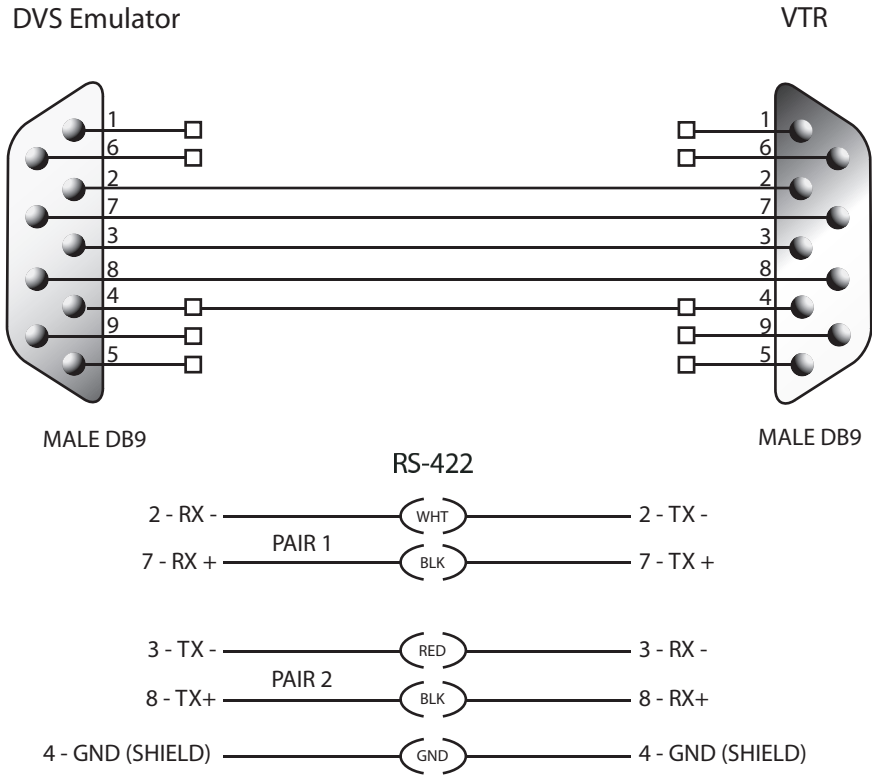 DVS Emulator
VTR
1 1
6 6
2 2
7 7
3 3
8 8
4 4
9 9
5 5
MALE DB9
MALE DB9
RS-422
2 - RX - WHT 2 - TX -
PAIR 1
7 - RX + BLK 7 - TX +
3 - TX - RED 3 - RX -
PAIR 2
8 - TX+ BLK 8 - RX+
4 - GND (SHIELD) GND 4 - GND (SHIELD)